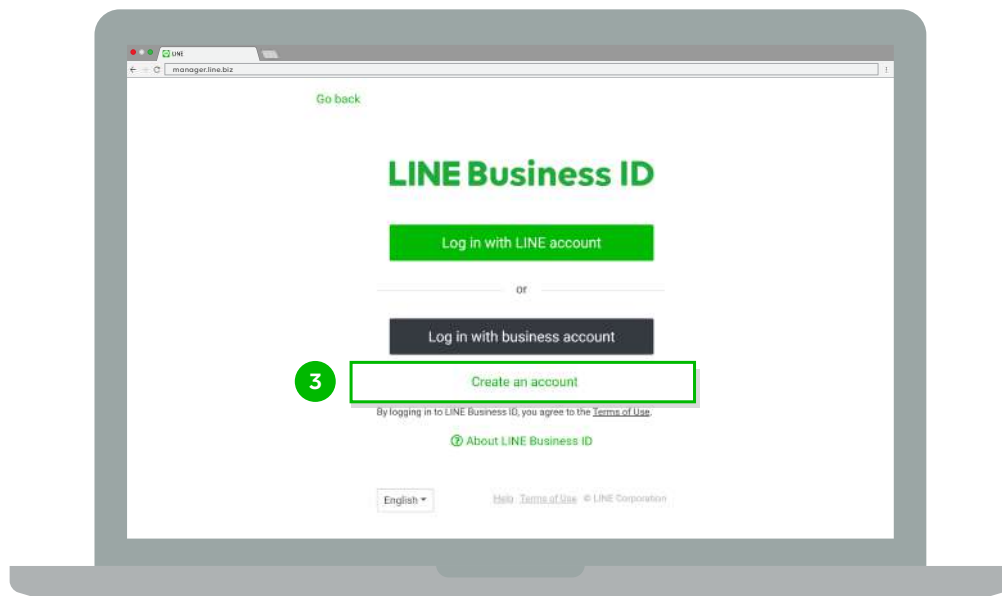 LINE
manager.line.biz
Go back
LINE Business ID
Log in with LINE account
or
Log in with business account
3
Create an account
By logging in to LINE Business ID, you agree to the Terms of Use.
? About LINE Business ID
English
Help Terms of Use © LINE Corporation